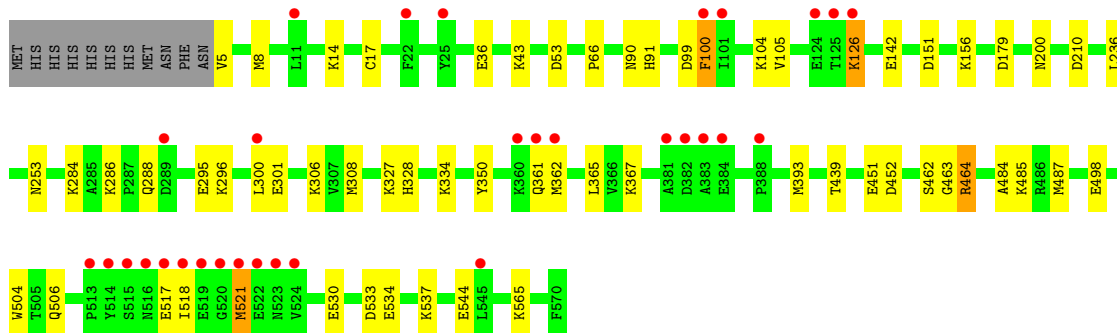 MET HIS HIS HIS HIS HIS HIS MET ASN PHE ASN V5 M8 L11 K14 C17 F22 Y25 E36 K43 D53 P66 N90 H91 D99 F100 I101 K104 V105 E124 T125 K126 E142 D151 K156 D179 N200 D210 L236
N253 K284 A285 K286 P287 Q288 D289 E295 K296 L300 E301 K306 V307 M308 K327 H328 K334 Y350 K360 Q361 M362 L365 V366 K367 A381 D382 A383 E384 P388 M393 T439 E451 D452 S462 G463 R464 A484 K485 R486 M487 E498
W504 T505 Q506 P513 Y514 S515 N516 E517 I518 E519 G520 M521 E522 N523 V524 E530 D533 E534 K537 E544 L545 K565 F570